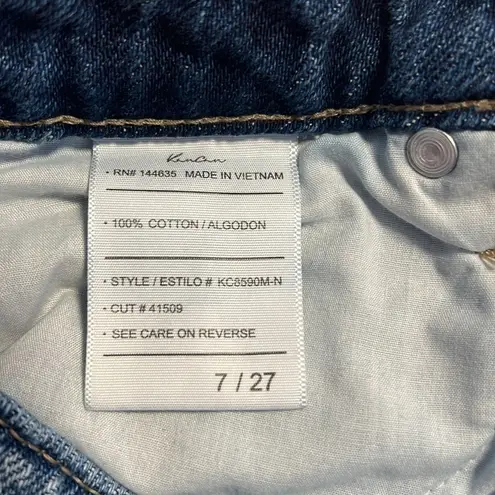 KanCan
• RN# 144635 MADE IN VIETNAM
• 100% COTTON / ALGODON
• STYLE / ESTILO # KC8590M-N
• CUT # 41509
• SEE CARE ON REVERSE
7 / 27